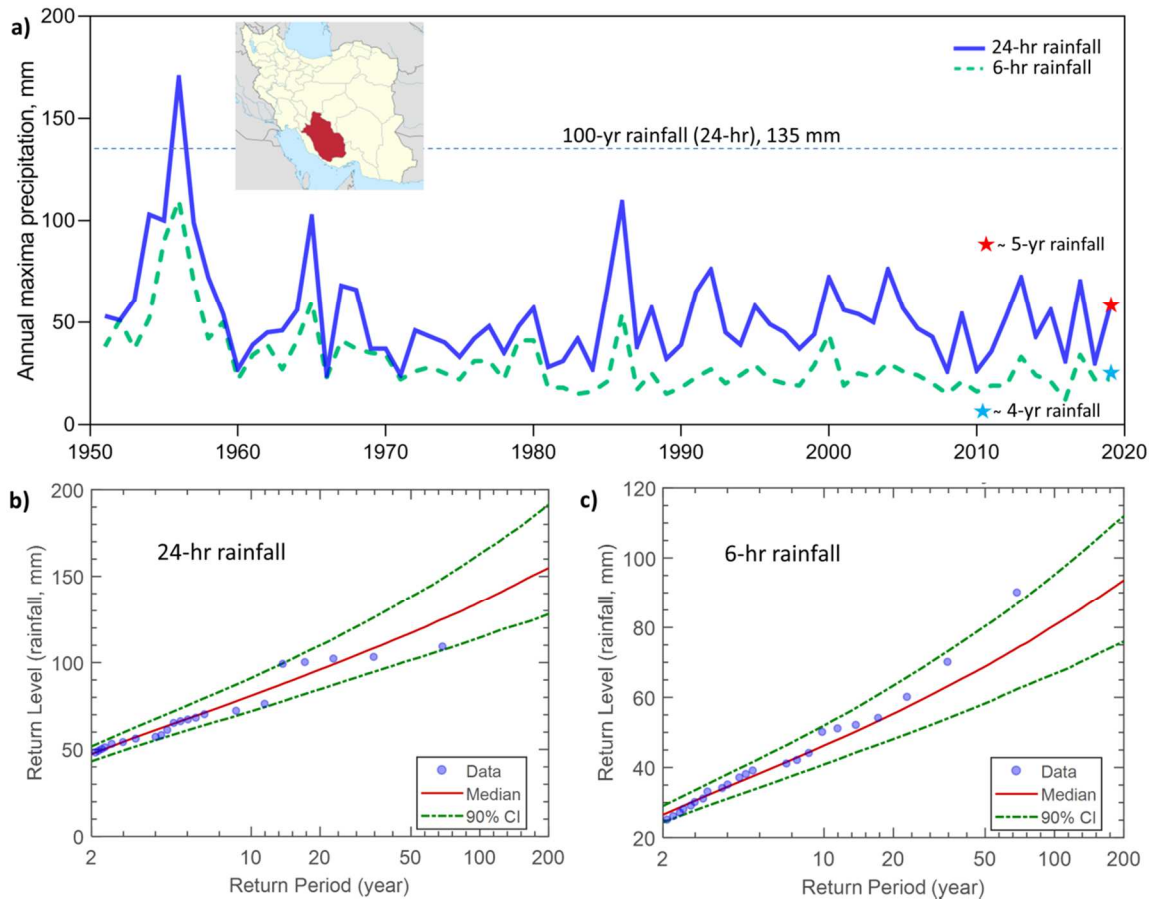 a)
Annual maxima precipitation, mm
200
150
100
50
0
24-hr rainfall
6-hr rainfall
100-yr rainfall (24-hr), 135 mm
~ 5-yr rainfall
~ 4-yr rainfall
1950 1960 1970 1980 1990 2000 2010 2020
b)
Return Level (rainfall, mm)
200
150
100
50
0
24-hr rainfall
Data
Median
90% CI
2 10 20 50 100 200
Return Period (year)
c)
Return Level (rainfall, mm)
120
100
80
60
40
20
6-hr rainfall
Data
Median
90% CI
2 10 20 50 100 200
Return Period (year)